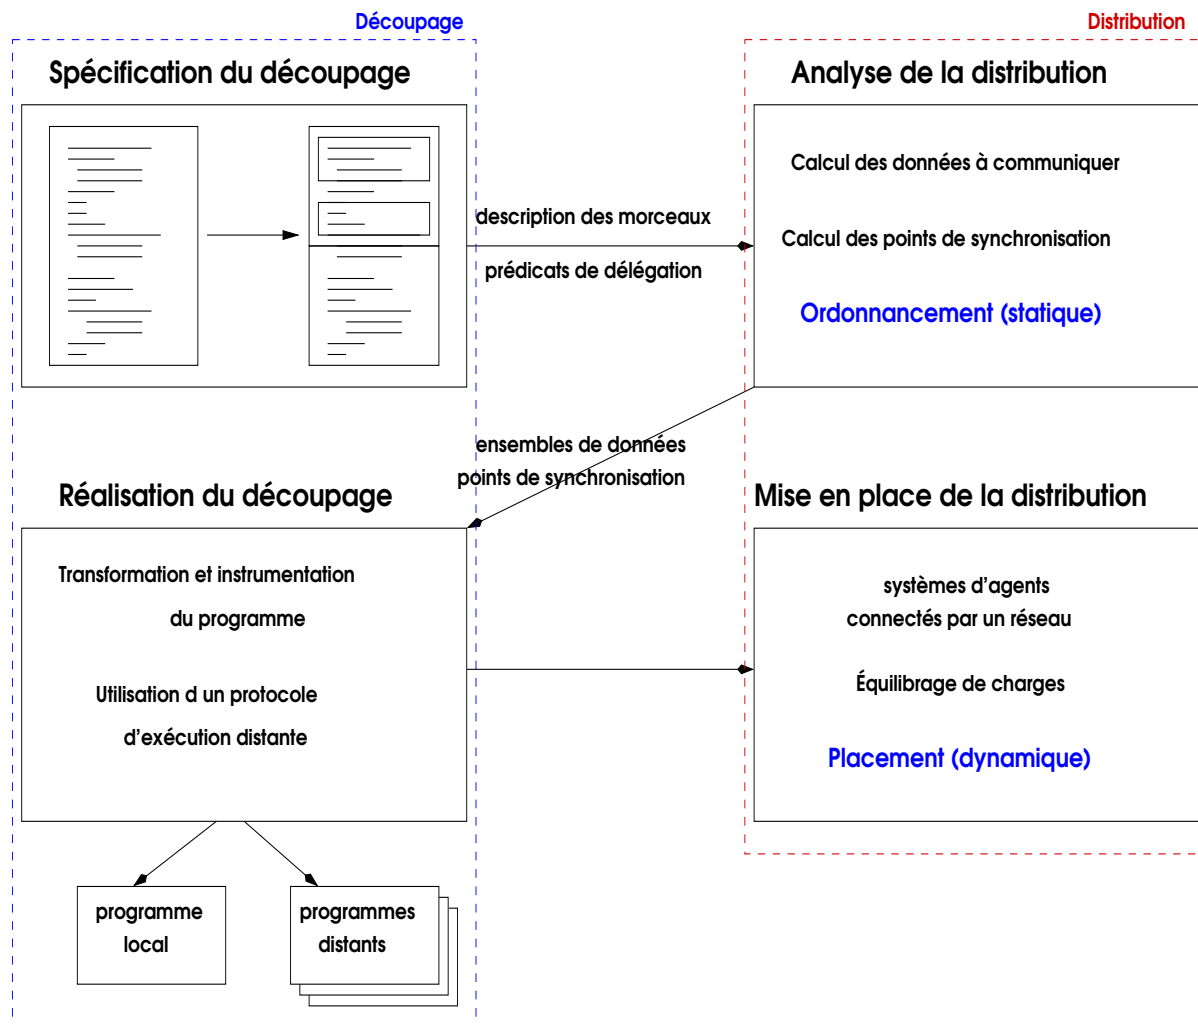 Découpage
Distribution
Spécification du découpage
Analyse de la distribution
Calcul des données à communiquer
description des morceaux
Calcul des points de synchronisation
prédicats de délégation
Ordonnancement (statique)
ensembles de données
points de synchronisation
Réalisation du découpage
Mise en place de la distribution
Transformation et instrumentation
du programme
Utilisation d un protocole
d'exécution distante
systèmes d'agents
connectés par un réseau
Équilibrage de charges
Placement (dynamique)
programme
local
programmes
distants